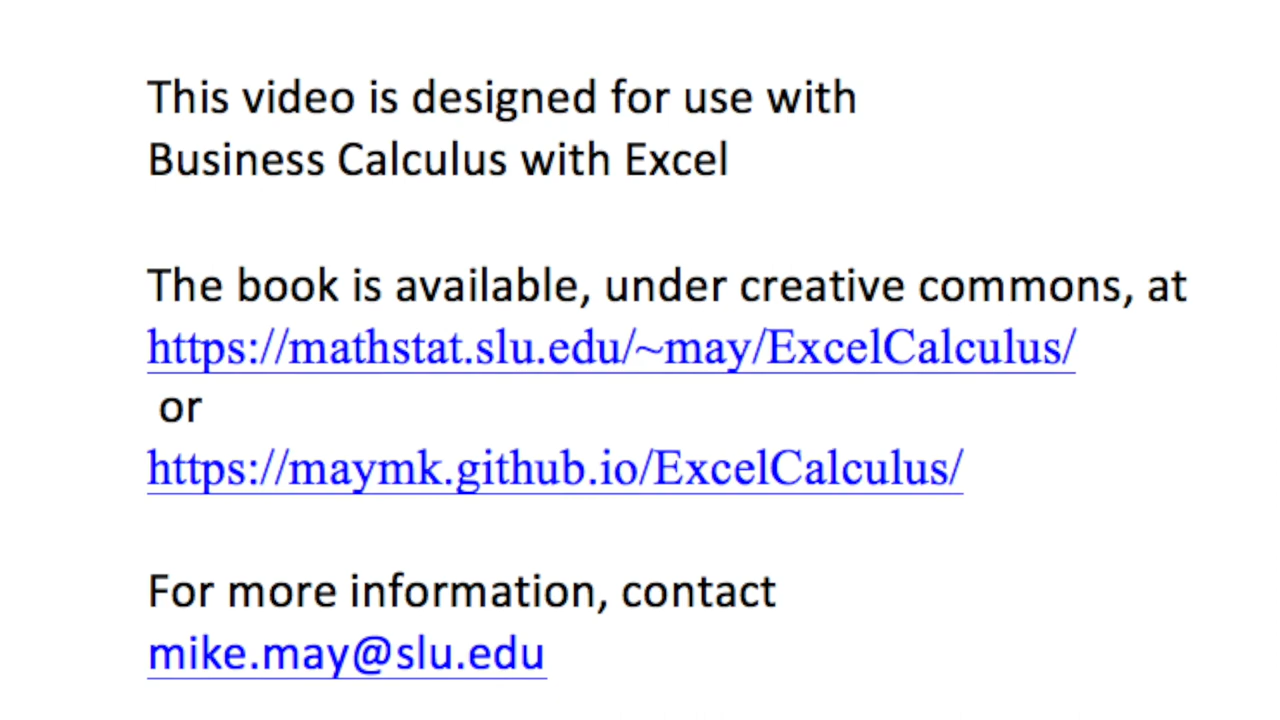 This video is designed for use with
Business Calculus with Excel
The book is available, under creative commons, at
https://mathstat.slu.edu/~may/ExcelCalculus/
or
https://maymk.github.io/ExcelCalculus/
For more information, contact
mike.may@slu.edu